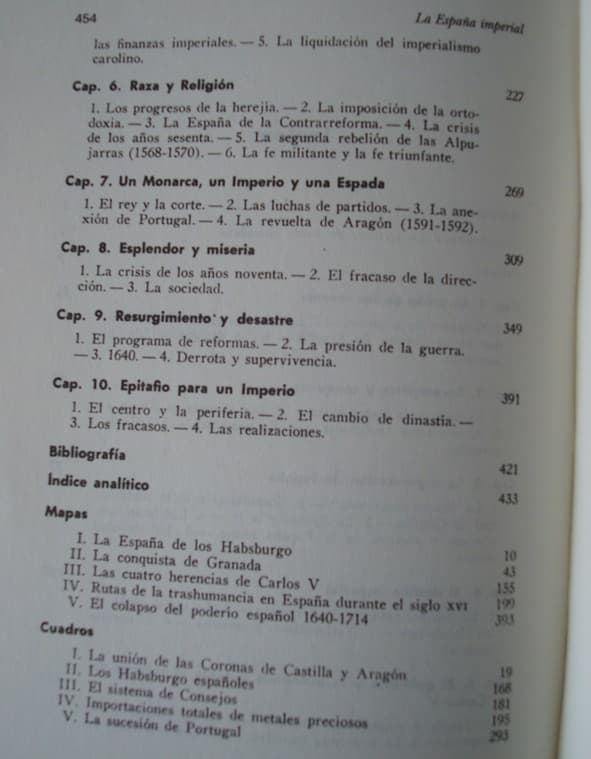 454 La España imperial
las finanzas imperiales. — 5. La liquidación del imperialismo
carolino.
Cap. 6. Raza y Religión 227
1. Los progresos de la herejía. — 2. La imposición de la orto-
doxia. — 3. La España de la Contrarreforma. — 4. La crisis
de los años sesenta. — 5. La segunda rebelión de las Alpu-
jarras (1568-1570). — 6. La fe militante y la fe triunfante.
Cap. 7. Un Monarca, un Imperio y una Espada 269
1. El rey y la corte. — 2. Las luchas de partidos. — 3. La ane-
xión de Portugal. — 4. La revuelta de Aragón (1591-1592).
Cap. 8. Esplendor y miseria 309
1. La crisis de los años noventa. — 2. El fracaso de la direc-
ción. — 3. La sociedad.
Cap. 9. Resurgimiento y desastre 349
1. El programa de reformas. — 2. La presión de la guerra.
— 3. 1640. — 4. Derrota y supervivencia.
Cap. 10. Epitafio para un Imperio 391
1. El centro y la periferia. — 2. El cambio de dinastía. —
3. Los fracasos. — 4. Las realizaciones.
Bibliografía 421
Índice analítico 433
Mapas
I. La España de los Habsburgo 10
II. La conquista de Granada 43
III. Las cuatro herencias de Carlos V 155
IV. Rutas de la trashumancia en España durante el siglo XVI 199
V. El colapso del poderío español 1640-1714 393
Cuadros
I. La unión de las Coronas de Castilla y Aragón 19
II. Los Habsburgo españoles 168
III. El sistema de Consejos 181
IV. Importaciones totales de metales preciosos 195
V. La sucesión de Portugal 293